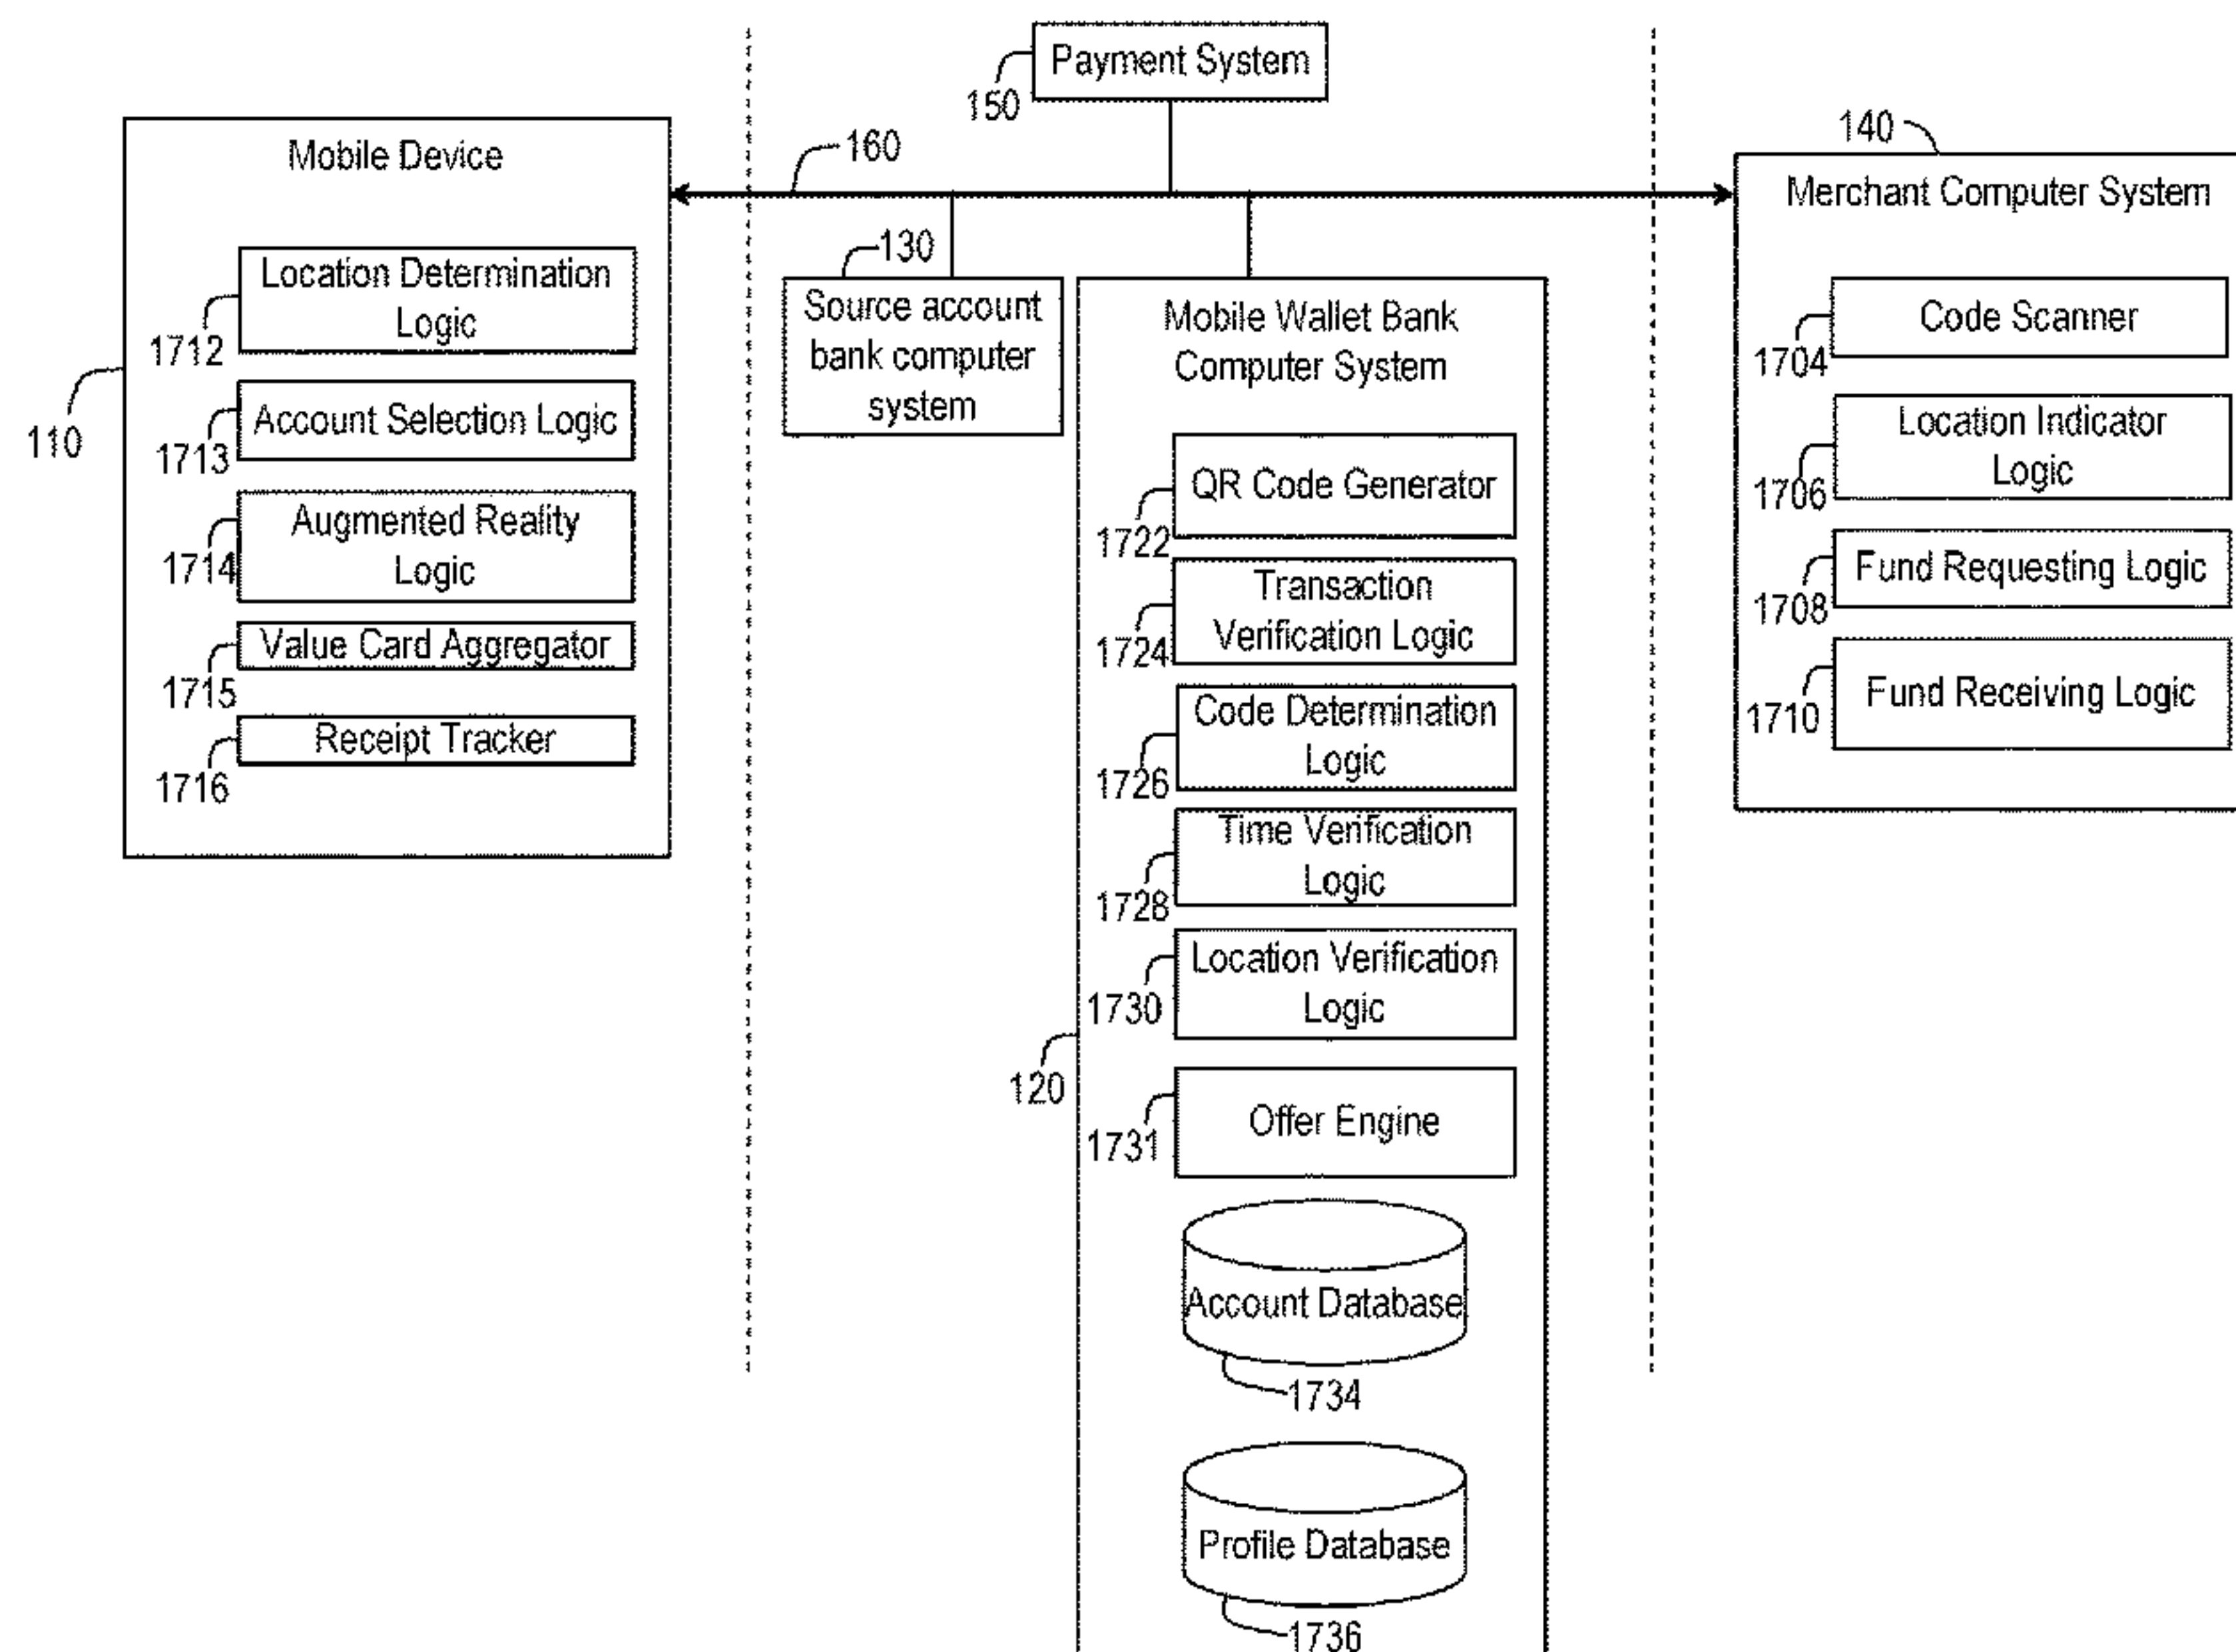 Payment System
150
160
Mobile Device
Location Determination
Logic
1712
Account Selection Logic
1713
110
Augmented Reality
Logic
1714
Value Card Aggregator
1715
Receipt Tracker
1716
130
Source account
bank computer
system
Mobile Wallet Bank
Computer System
QR Code Generator
1722
Transaction
Verification Logic
1724
Code Determination
Logic
1726
Time Verification
Logic
1728
Location Verification
Logic
1730
120
Offer Engine
1731
Account Database
1734
Profile Database
1736
140
Merchant Computer System
Code Scanner
1704
Location Indicator
Logic
1706
Fund Requesting Logic
1708
Fund Receiving Logic
1710